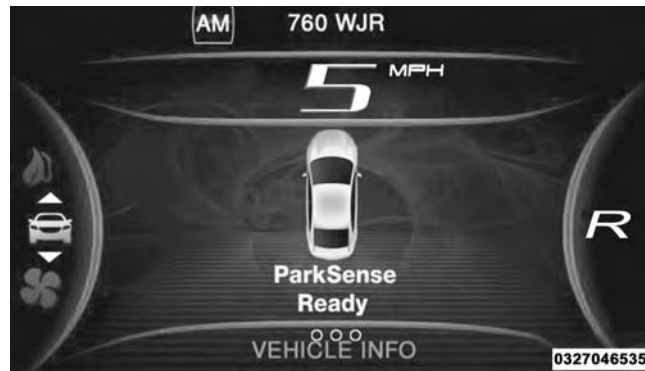 AM 760 WJR
5 MPH
R
ParkSense
Ready
VEHICLE INFO
0327046535